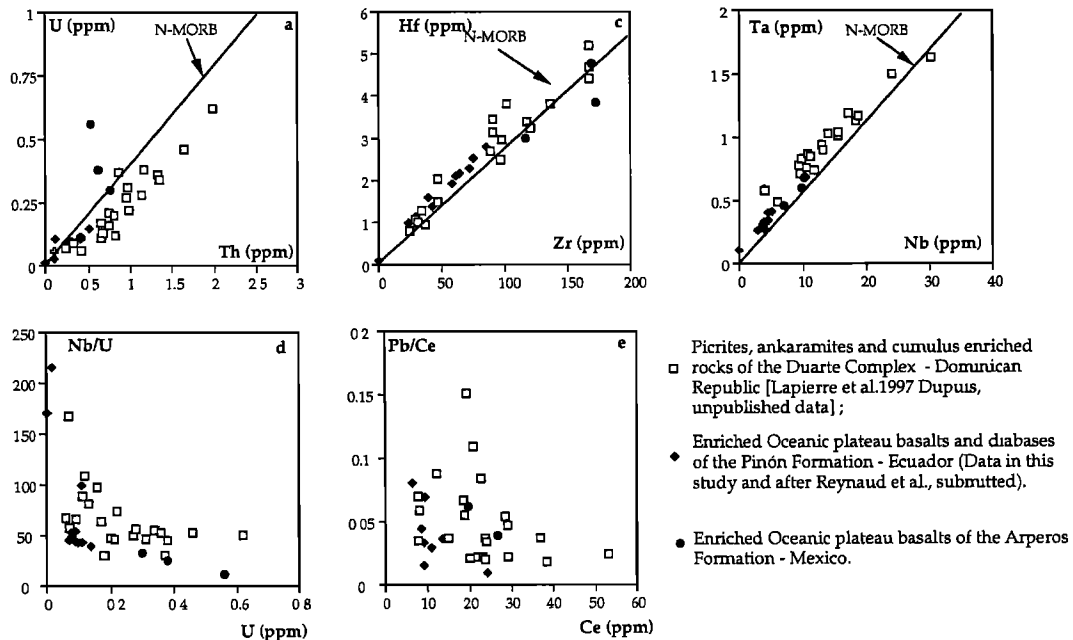 U (ppm)
a
N-MORB
1
0.75
0.5
0.25
0
Th (ppm)
0 0 5 1 1.5 2 2.5 3
Hf (ppm)
c
N-MORB
6
5
4
3
2
1
0
Zr (ppm)
0 50 100 150 200
Ta (ppm)
N-MORB
2
1.5
1
0.5
0
Nb (ppm)
0 10 20 30 40
Nb/U
d
250
200
150
100
50
0
0 0 2 0 4 0.6 0.8
U (ppm)
Pb/Ce
e
0 2
0.15
0.1
0.05
0
0 10 20 30 40 50 60
Ce (ppm)
Picrites, ankaramites and cumulus enriched
rocks of the Duarte Complex - Dominican
Republic [Lapierre et al.1997 Dupuis,
unpublished data] ;
Enriched Oceanic plateau basalts and diabases
of the Pinón Formation - Ecuador (Data in this
study and after Reynaud et al., submitted).
Enriched Oceanic plateau basalts of the Arperos
Formation - Mexico.